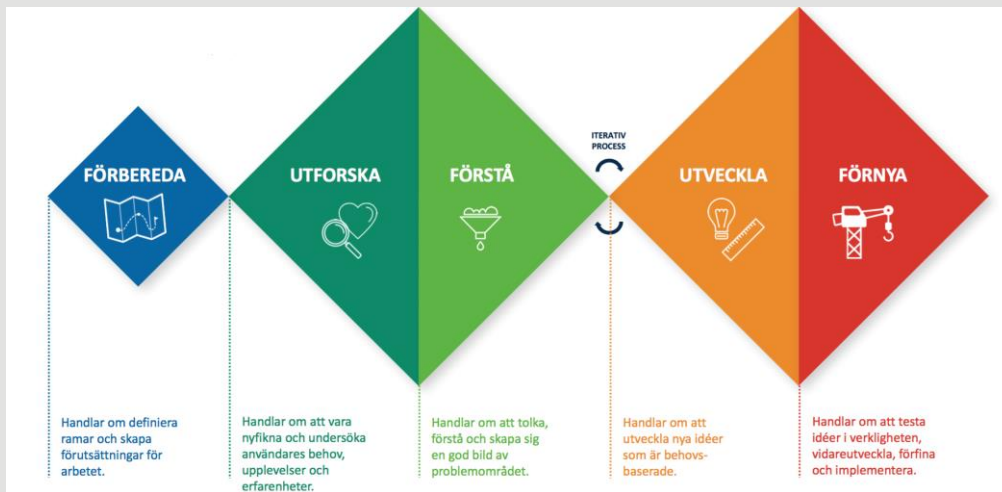 ITERATIV
PROCESS
FÖRBEREDA
UTFORSKA
FÖRSTÅ
UTVECKLA
FÖRNYA
Handlar om definiera
ramar och skapa
förutsättningar för
arbetet.
Handlar om att vara
nyfikna och undersöka
användares behov,
upplevelser och
erfarenheter.
Handlar om att tolka,
förstå och skapa sig
en god bild av
problemområdet.
Handlar om att
utveckla nya idéer
som är behovs-
baserade.
Handlar om att testa
idéer i verkligheten,
vidareutveckla, förfina
och implementera.